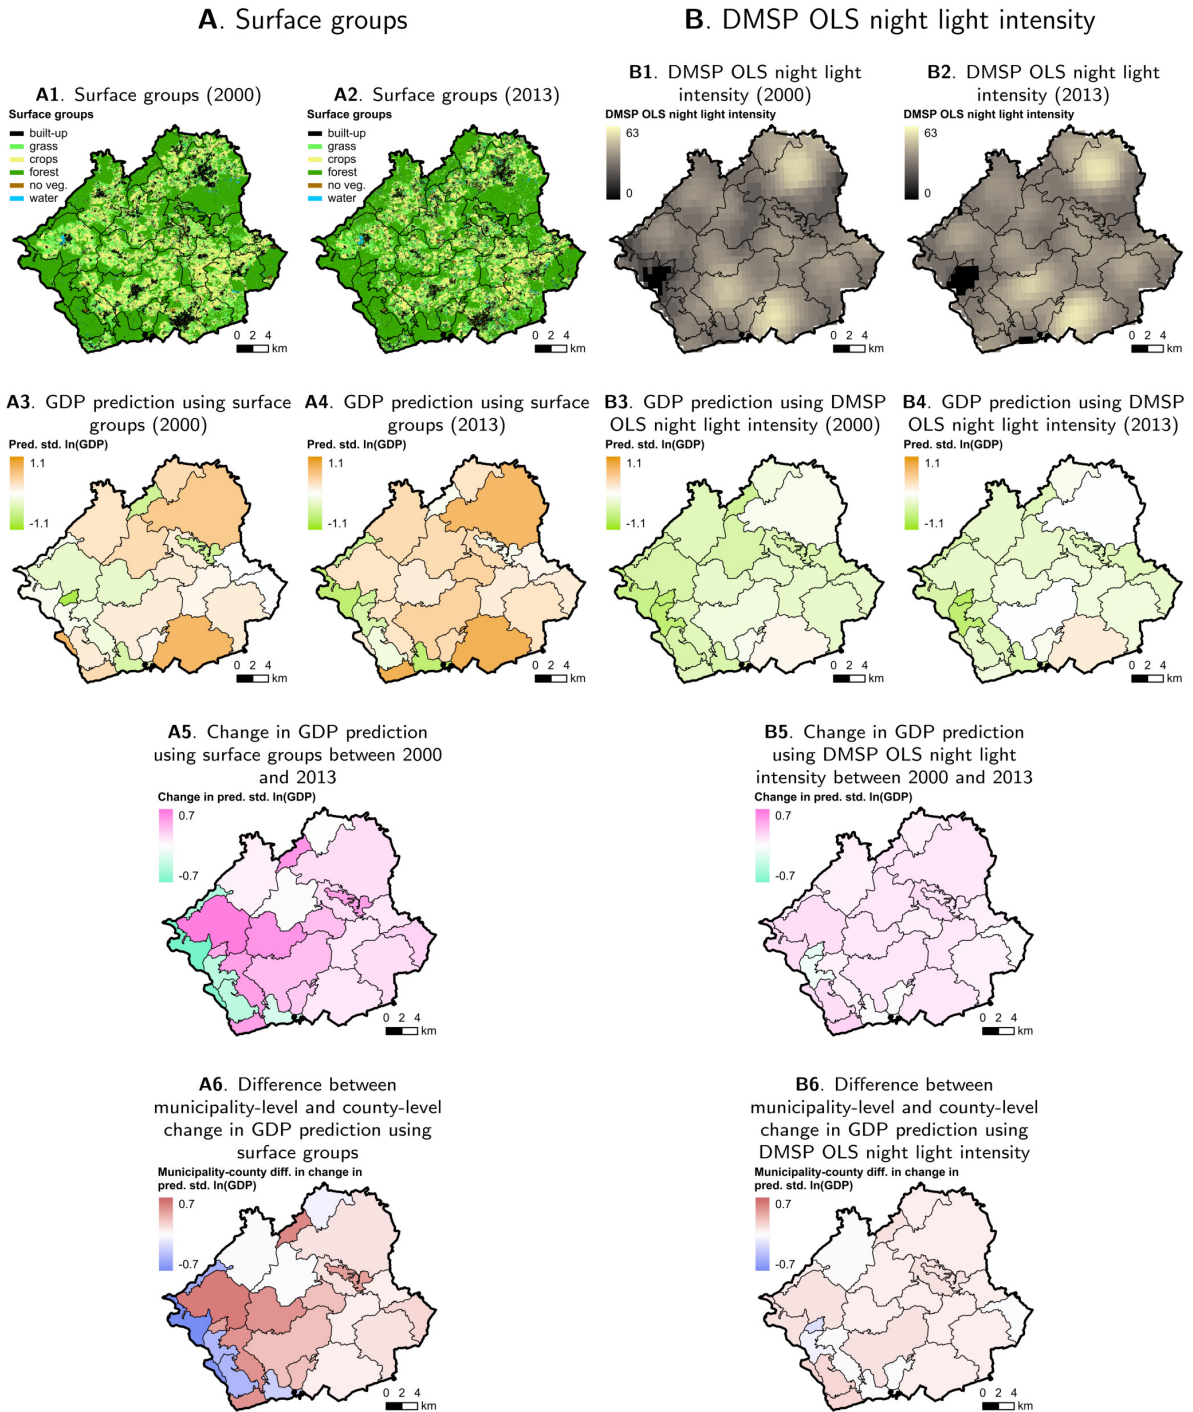 A. Surface groups
B. DMSP OLS night light intensity
A1. Surface groups (2000)
Surface groups
built-up
grass
crops
forest
no veg.
water
0 2 4
km
A2. Surface groups (2013)
Surface groups
built-up
grass
crops
forest
no veg.
water
0 2 4
km
B1. DMSP OLS night light
intensity (2000)
DMSP OLS night light intensity
63
0
0 2 4
km
B2. DMSP OLS night light
intensity (2013)
DMSP OLS night light intensity
63
0
0 2 4
km
A3. GDP prediction using surface
groups (2000)
Pred. std. ln(GDP)
1.1
-1.1
0 2 4
km
A4. GDP prediction using surface
groups (2013)
Pred. std. ln(GDP)
1.1
-1.1
0 2 4
km
B3. GDP prediction using DMSP
OLS night light intensity (2000)
Pred. std. ln(GDP)
1.1
-1.1
0 2 4
km
B4. GDP prediction using DMSP
OLS night light intensity (2013)
Pred. std. ln(GDP)
1.1
-1.1
0 2 4
km
A5. Change in GDP prediction
using surface groups between 2000
and 2013
Change in pred. std. ln(GDP)
0.7
-0.7
0 2 4
km
B5. Change in GDP prediction
using DMSP OLS night light
intensity between 2000 and 2013
Change in pred. std. ln(GDP)
0.7
-0.7
0 2 4
km
A6. Difference between
municipality-level and county-level
change in GDP prediction using
surface groups
Municipality-county diff. in change in
pred. std. ln(GDP)
0.7
-0.7
0 2 4
km
B6. Difference between
municipality-level and county-level
change in GDP prediction using
DMSP OLS night light intensity
Municipality-county diff. in change in
pred. std. ln(GDP)
0.7
-0.7
0 2 4
km